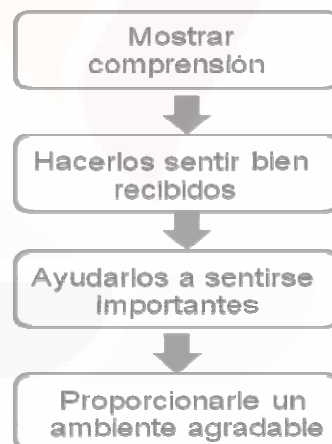 Mostrar
comprensión
Hacerlos sentir bien
recibidos
Ayudarlos a sentirse
importantes
Proporcionarle un
ambiente agradable